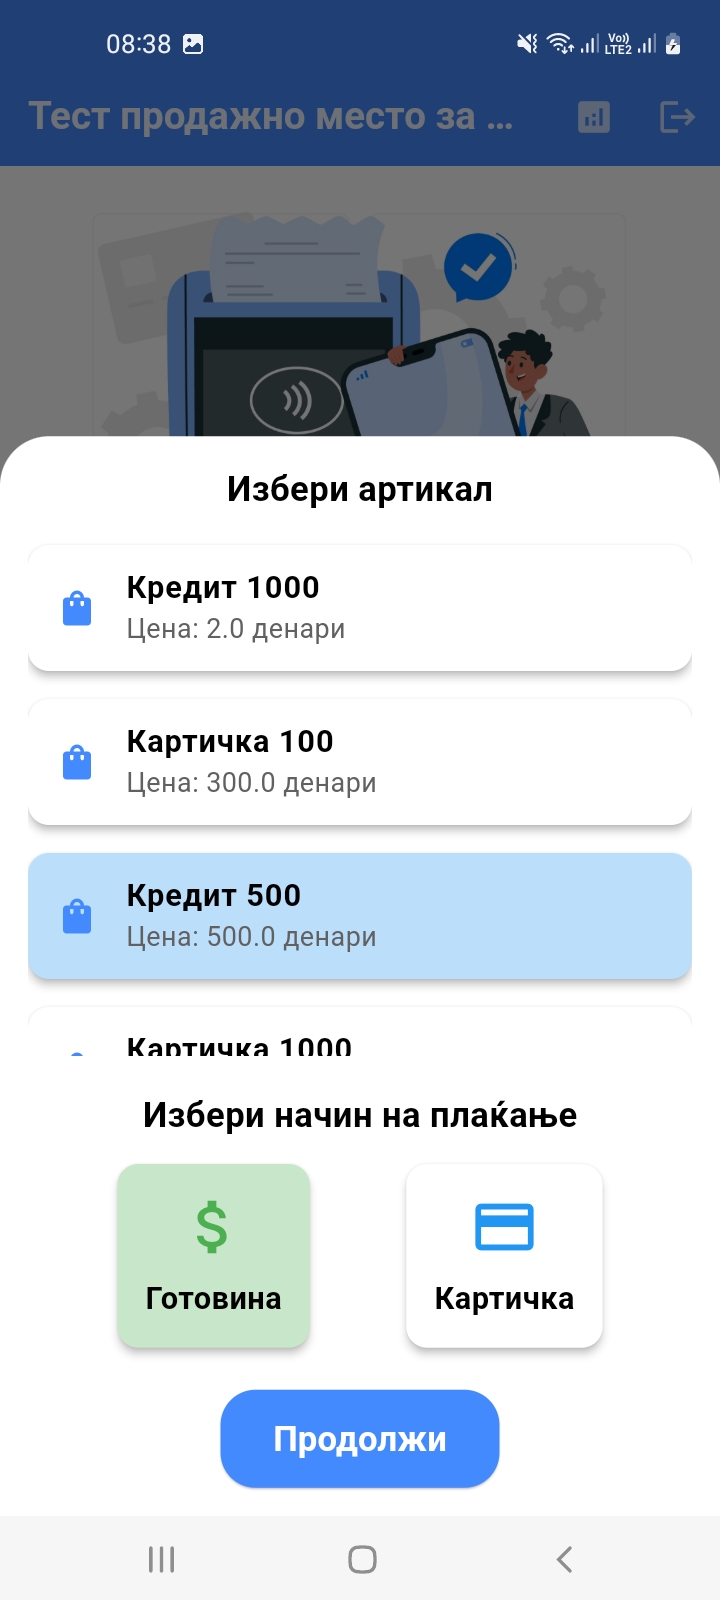 08:38
Vo))
LTE2
Тест продажно место за ...
Избери артикал
Кредит 1000
Цена: 2.0 денари
Картичка 100
Цена: 300.0 денари
Кредит 500
Цена: 500.0 денари
Картичка 1000
Избери начин на плаќање
Готовина
Картичка
Продолжи